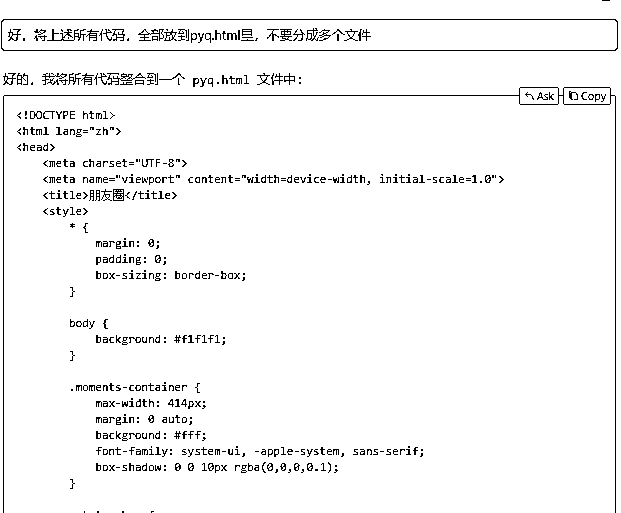 好，将上述所有代码，全部放到pyq.html里，不要分成多个文件
好的，我将所有代码整合到一个 pyq.html 文件中：
Ask Copy
<!DOCTYPE html>
<html lang="zh">
<head>
    <meta charset="UTF-8">
    <meta name="viewport" content="width=device-width, initial-scale=1.0">
    <title>朋友圈</title>
    <style>
        * {
            margin: 0;
            padding: 0;
            box-sizing: border-box;
        }
        body {
            background: #f1f1f1;
        }
        .moments-container {
            max-width: 414px;
            margin: 0 auto;
            background: #fff;
            font-family: system-ui, -apple-system, sans-serif;
            box-shadow: 0 0 10px rgba(0,0,0,0.1);
        }